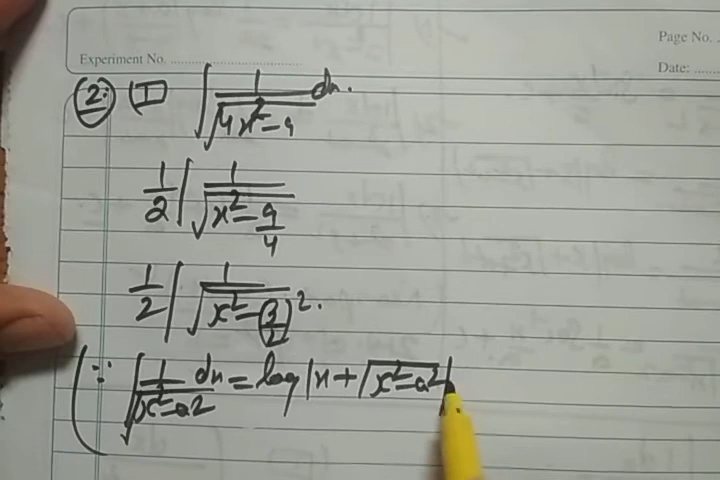 Page No. ..
Experiment No. ........................................
Date: ......
(2:) (I) ∫ 1/√(4x²-9) dx.
1/2 ∫ 1/√(x²-9/4)
1/2 ∫ 1/√(x²-(3/2)².
(∵ ∫ 1/√(x²-a²) dx = log|x+√(x²-a²)|